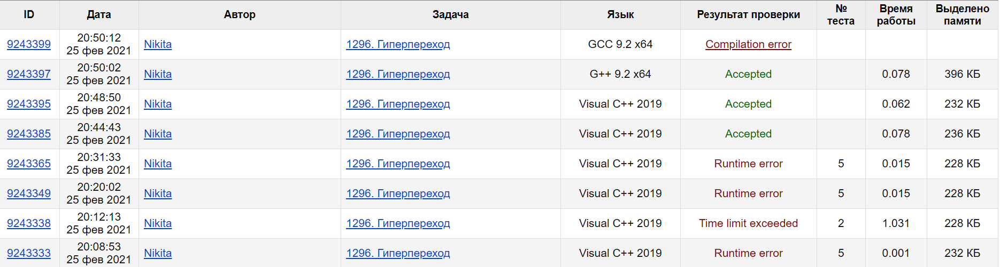 ID Дата Автор Задача Язык Результат проверки № теста Время работы Выделено памяти
9243399 20:50:12 25 фев 2021 Nikita 1296. Гиперпереход GCC 9.2 x64 Compilation error
9243397 20:50:02 25 фев 2021 Nikita 1296. Гиперпереход G++ 9.2 x64 Accepted 0.078 396 КБ
9243395 20:48:50 25 фев 2021 Nikita 1296. Гиперпереход Visual C++ 2019 Accepted 0.062 232 КБ
9243385 20:44:43 25 фев 2021 Nikita 1296. Гиперпереход Visual C++ 2019 Accepted 0.078 236 КБ
9243365 20:31:33 25 фев 2021 Nikita 1296. Гиперпереход Visual C++ 2019 Runtime error 5 0.015 228 КБ
9243349 20:20:02 25 фев 2021 Nikita 1296. Гиперпереход Visual C++ 2019 Runtime error 5 0.015 228 КБ
9243338 20:12:13 25 фев 2021 Nikita 1296. Гиперпереход Visual C++ 2019 Time limit exceeded 2 1.031 228 КБ
9243333 20:08:53 25 фев 2021 Nikita 1296. Гиперпереход Visual C++ 2019 Runtime error 5 0.001 232 КБ